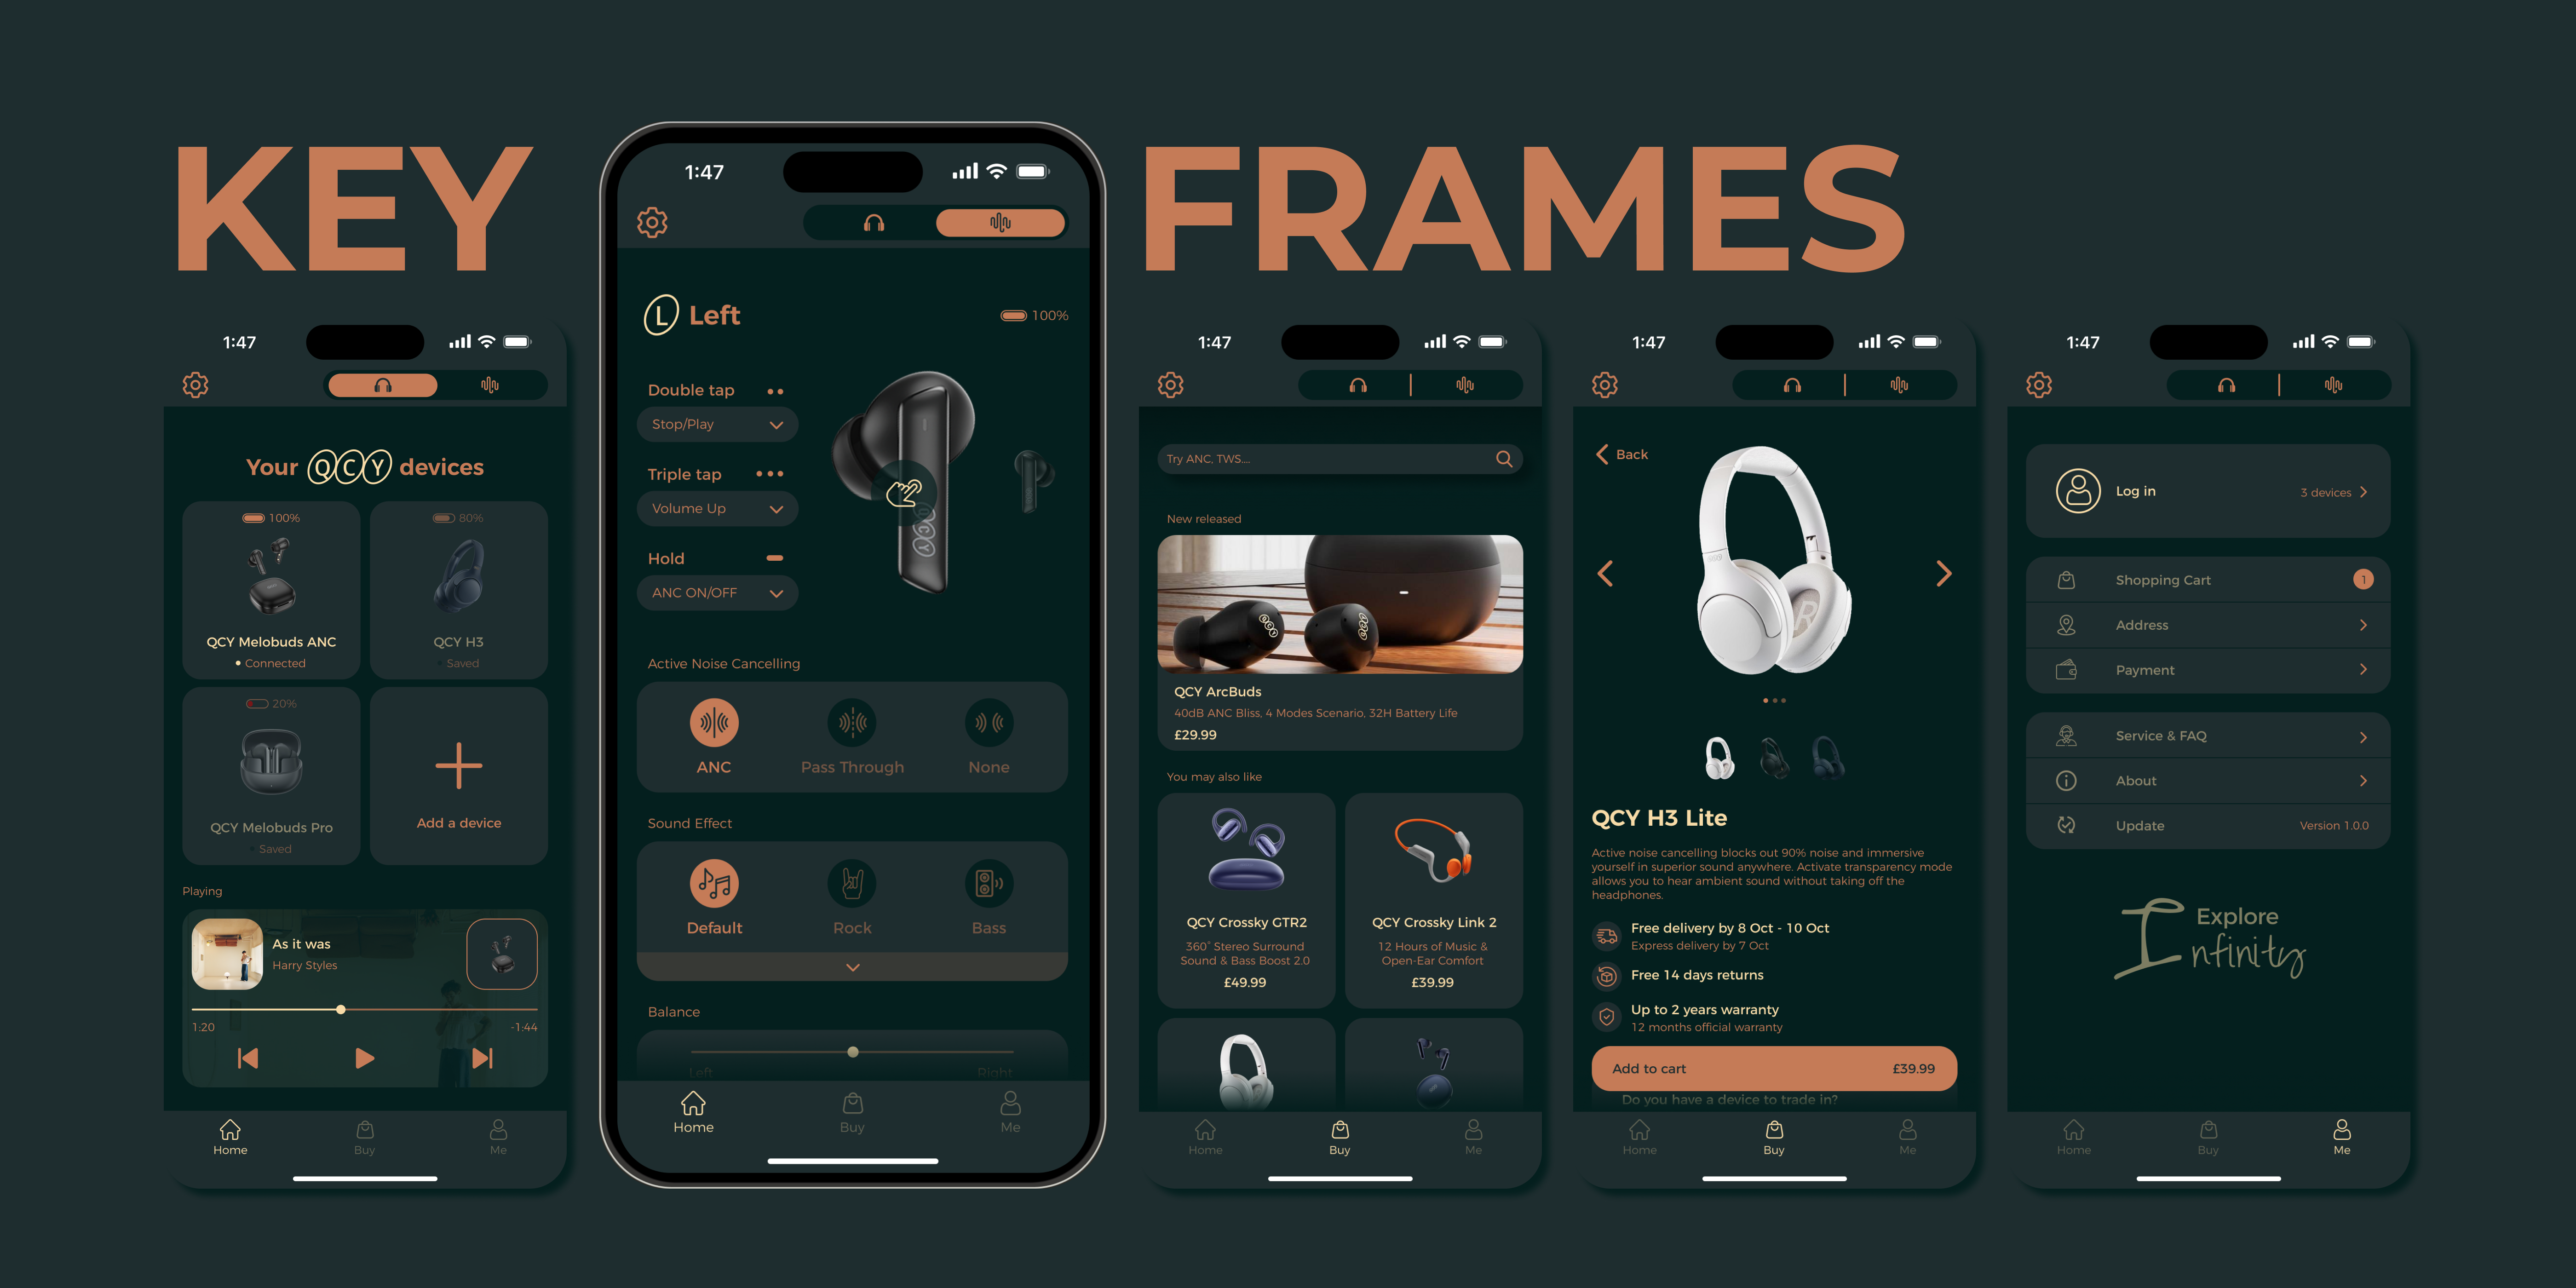 KEY
FRAMES
1:47
Your QCY devices
100%
QCY Melobuds ANC
Connected
80%
QCY H3
Saved
20%
QCY Melobuds Pro
Saved
Add a device
Playing
As it was
Harry Styles
1:20
-1:44
Home
Buy
Me
1:47
L Left
100%
Double tap
Stop/Play
Triple tap
Volume Up
Hold
ANC ON/OFF
QCY
Active Noise Cancelling
ANC
Pass Through
None
Sound Effect
Default
Rock
Bass
Balance
Left
Right
Home
Buy
Me
1:47
Try ANC, TWS....
New released
QCY
QCY
QCY ArcBuds
40dB ANC Bliss, 4 Modes Scenario, 32H Battery Life
£29.99
You may also like
QCY Crossky GTR2
360° Stereo Surround
Sound & Bass Boost 2.0
£49.99
QCY Crossky Link 2
12 Hours of Music &
Open-Ear Comfort
£39.99
Home
Buy
Me
1:47
Back
R
QCY H3 Lite
Active noise cancelling blocks out 90% noise and immersive
yourself in superior sound anywhere. Activate transparency mode
allows you to hear ambient sound without taking off the
headphones.
Free delivery by 8 Oct - 10 Oct
Express delivery by 7 Oct
Free 14 days returns
Up to 2 years warranty
12 months official warranty
Add to cart
£39.99
Do you have a device to trade in?
Home
Buy
Me
1:47
Log in
3 devices
Shopping Cart
1
Address
Payment
Service & FAQ
About
Update
Version 1.0.0
Explore
Infinity
Home
Buy
Me